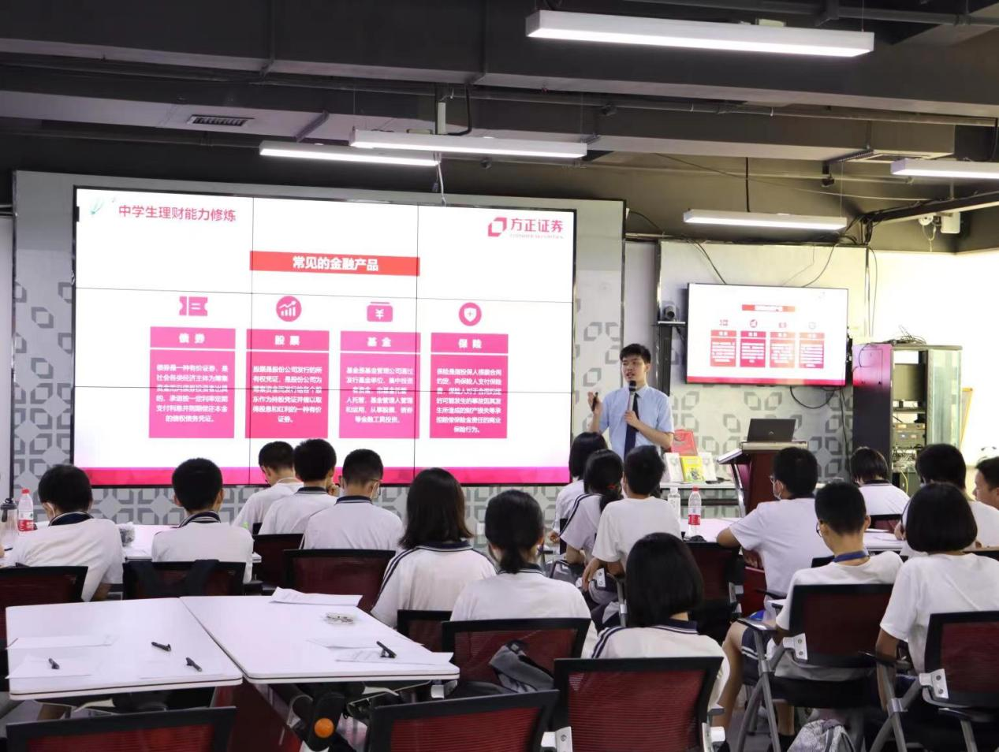 中学生理财能力修炼
方正证券
FOUNDER SECURITIES
常见的金融产品
债 券
股 票
基 金
保 险
债券是一种有价证券,是
社会各类经济主体为筹集
资金而向债券投资者出具
的、承诺按一定利率定期
支付利息并到期偿还本金
的债权债务凭证。
股票是股份公司发行的所
有权凭证,是股份公司为
筹集资金而发行给各个股
东作为持股凭证并借以取
得股息和红利的一种有价
证券。
基金是基金管理公司通过
发行基金单位,集中投资
者资金,由基金托管
人托管,基金管理人管理
和运用,从事股票、债券
等金融工具投资。
保险是指投保人根据合同
约定,向保险人支付保险
费,保险人对于合同约定
的可能发生的事故因其发
生所造成的财产损失等承
担赔偿保险金责任的商业
保险行为。